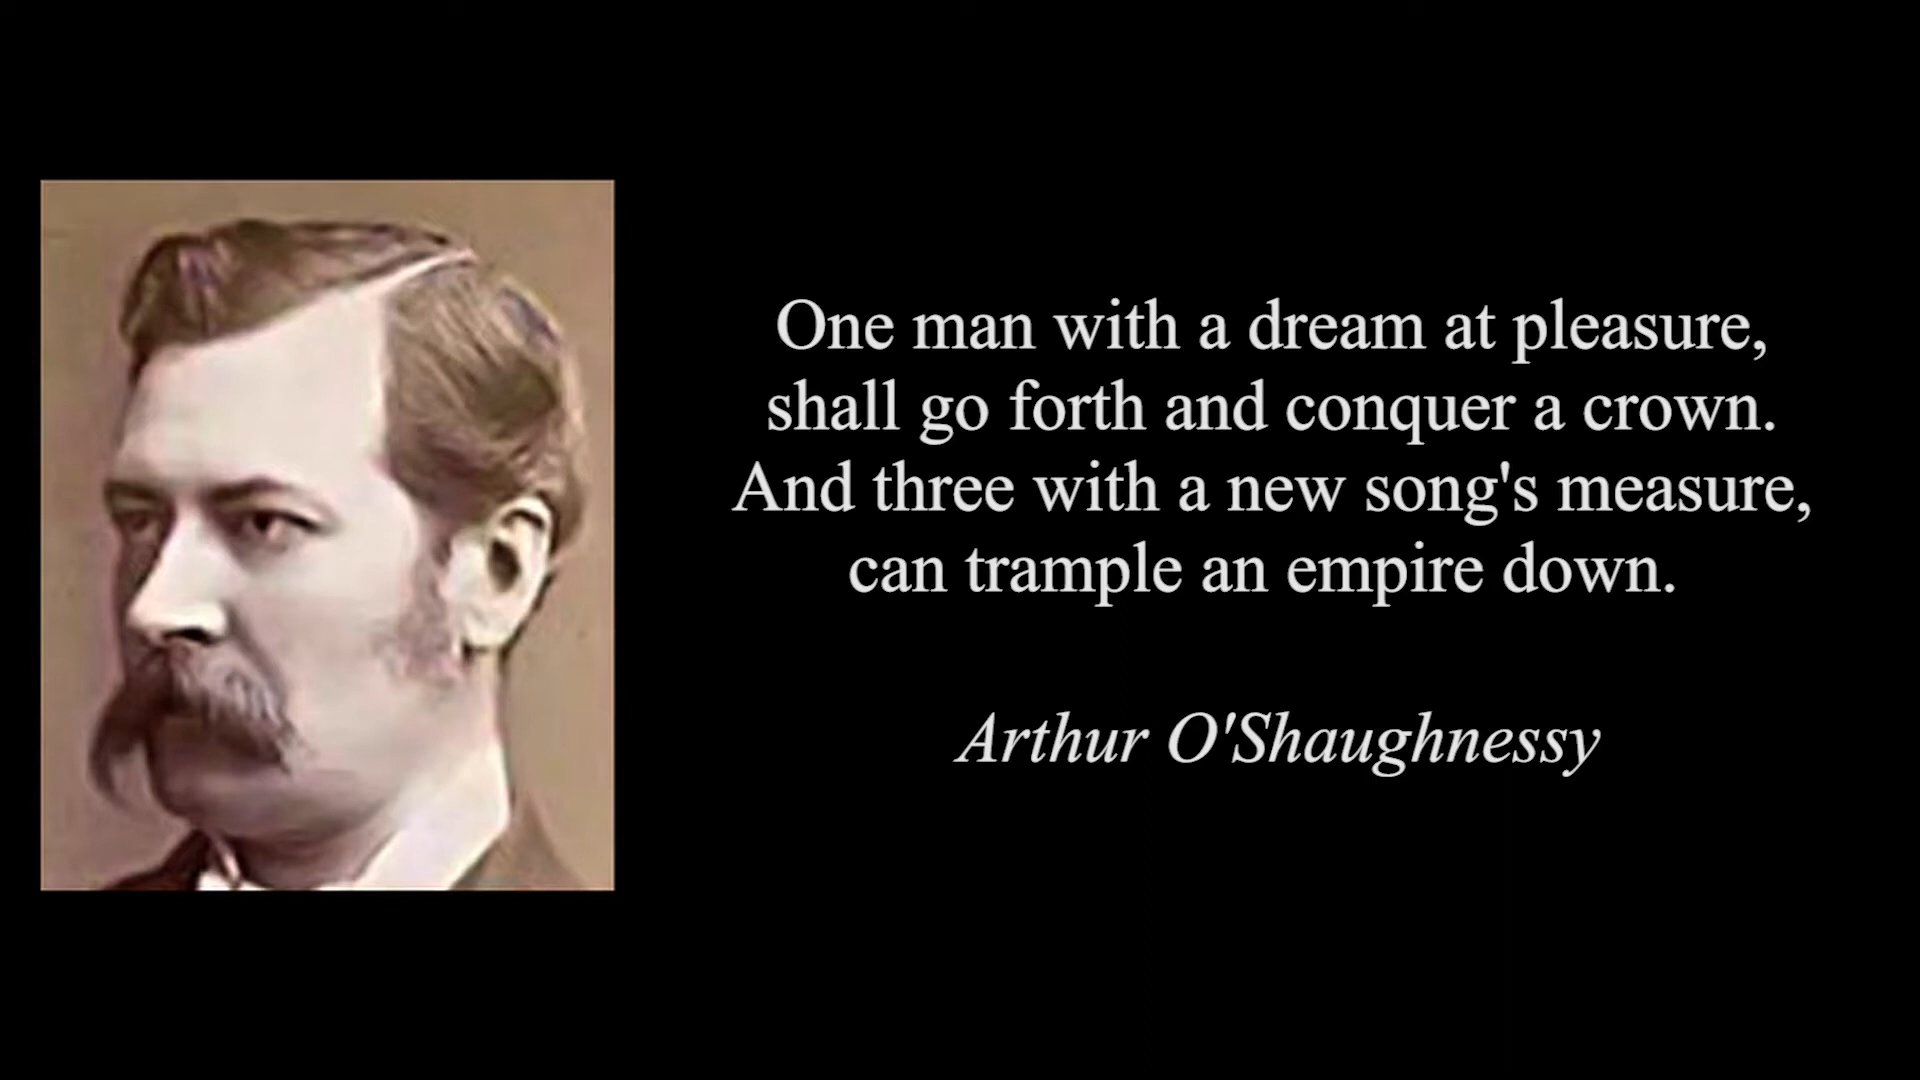 One man with a dream at pleasure,
shall go forth and conquer a crown.
And three with a new song's measure,
can trample an empire down.
Arthur O'Shaughnessy